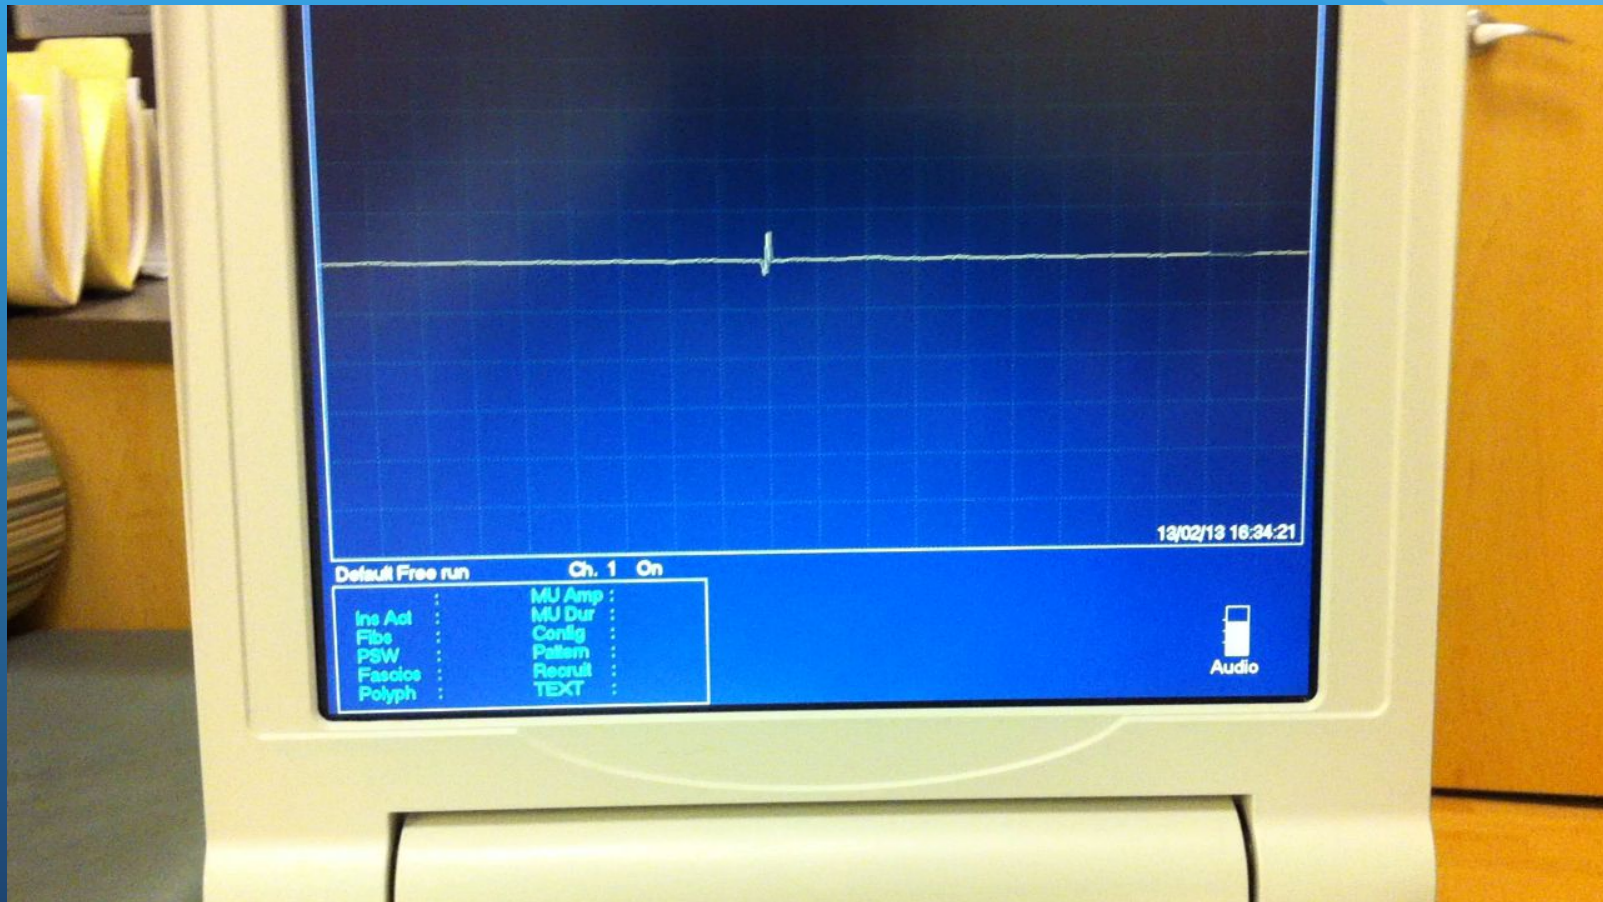 13/02/13 16:34:21
Default Free run Ch. 1 On
: MU Amp :
Ins Act : MU Dur :
Fibs : Config :
PSW : Pattern :
Fascics : Recruit :
Polyph : TEXT :
Audio